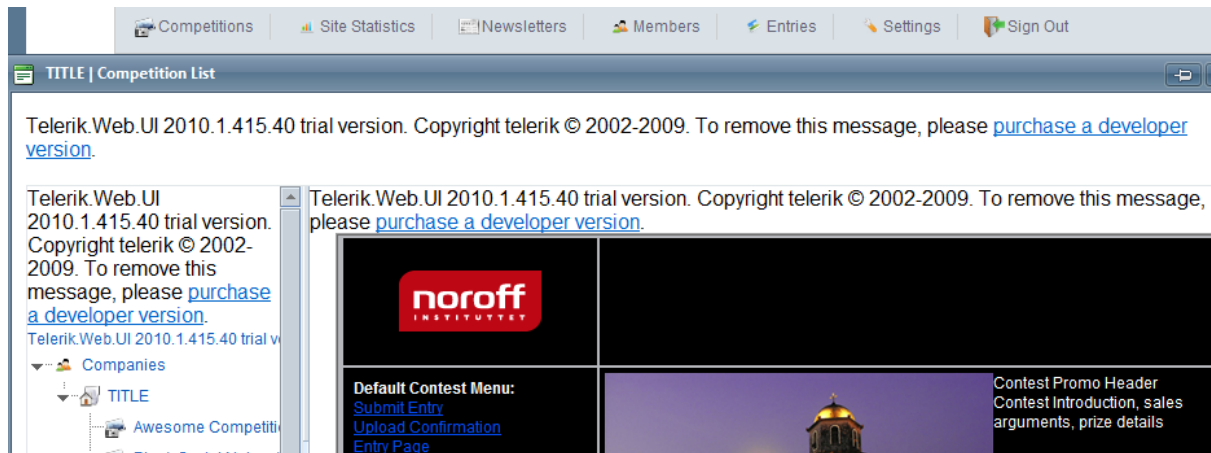 Competitions Site Statistics Newsletters Members Entries Settings Sign Out
TITLE | Competition List
Telerik.Web.UI 2010.1.415.40 trial version. Copyright telerik © 2002-2009. To remove this message, please purchase a developer
version.
Telerik.Web.UI
2010.1.415.40 trial version.
Copyright telerik © 2002-
2009. To remove this
message, please purchase
a developer version.
Telerik.Web.UI 2010.1.415.40 trial
Companies
TITLE
Awesome
Telerik.Web.UI 2010.1.415.40 trial version. Copyright telerik © 2002-2009. To remove this message,
please purchase a developer version.
noroff
INSTITUTTET
Default Contest Menu:
Submit Entry
Upload Confirmation
Entry Page
Contest Promo Header
Contest Introduction, sales
arguments, prize details